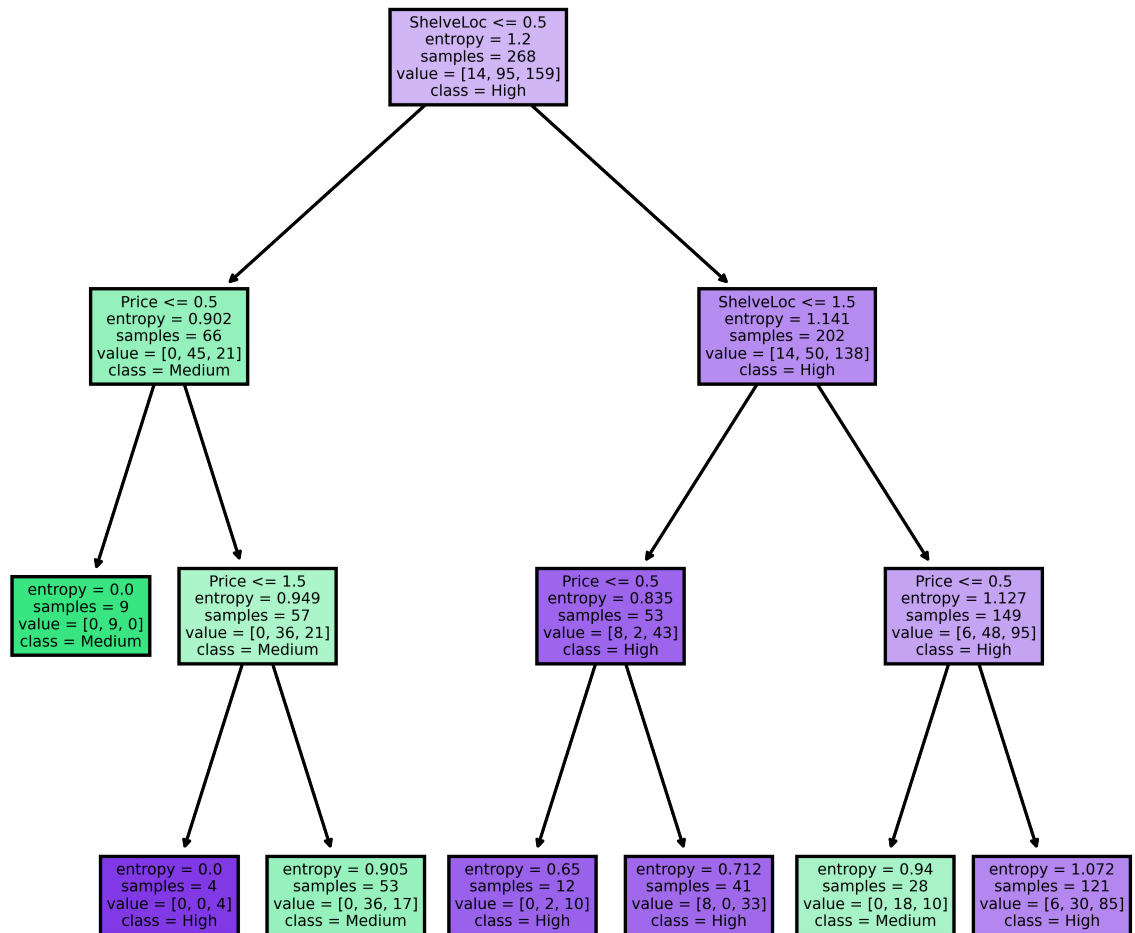 ShelveLoc <= 0.5
entropy = 1.2
samples = 268
value = [14, 95, 159]
class = High
Price <= 0.5
entropy = 0.902
samples = 66
value = [0, 45, 21]
class = Medium
ShelveLoc <= 1.5
entropy = 1.141
samples = 202
value = [14, 50, 138]
class = High
entropy = 0.0
samples = 9
value = [0, 9, 0]
class = Medium
Price <= 1.5
entropy = 0.949
samples = 57
value = [0, 36, 21]
class = Medium
Price <= 0.5
entropy = 0.835
samples = 53
value = [8, 2, 43]
class = High
Price <= 0.5
entropy = 1.127
samples = 149
value = [6, 48, 95]
class = High
entropy = 0.0
samples = 4
value = [0, 0, 4]
class = High
entropy = 0.905
samples = 53
value = [0, 36, 17]
class = Medium
entropy = 0.65
samples = 12
value = [0, 2, 10]
class = High
entropy = 0.712
samples = 41
value = [8, 0, 33]
class = High
entropy = 0.94
samples = 28
value = [0, 18, 10]
class = Medium
entropy = 1.072
samples = 121
value = [6, 30, 85]
class = High